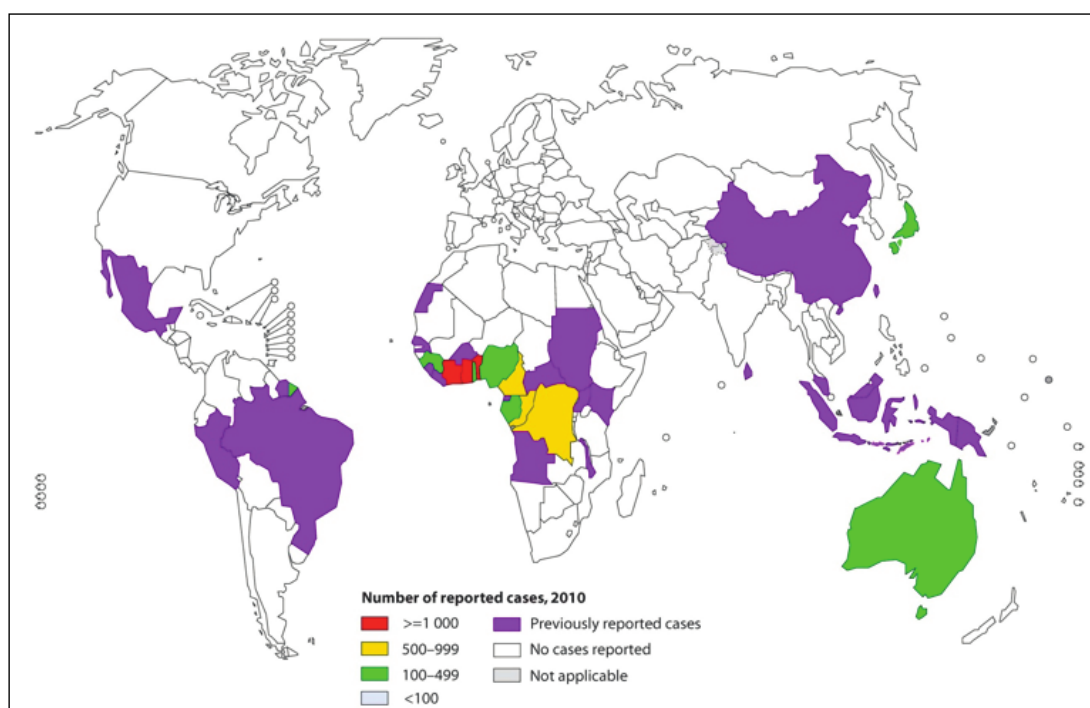 Number of reported cases, 2010
>=1 000
Previously reported cases
500–999
No cases reported
100–499
Not applicable
<100